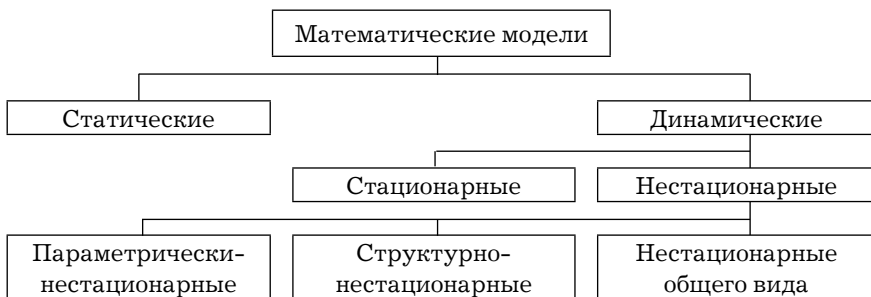 Математические модели
Статические
Динамические
Стационарные
Нестационарные
Параметрически-
нестационарные
Структурно-
нестационарные
Нестационарные
общего вида